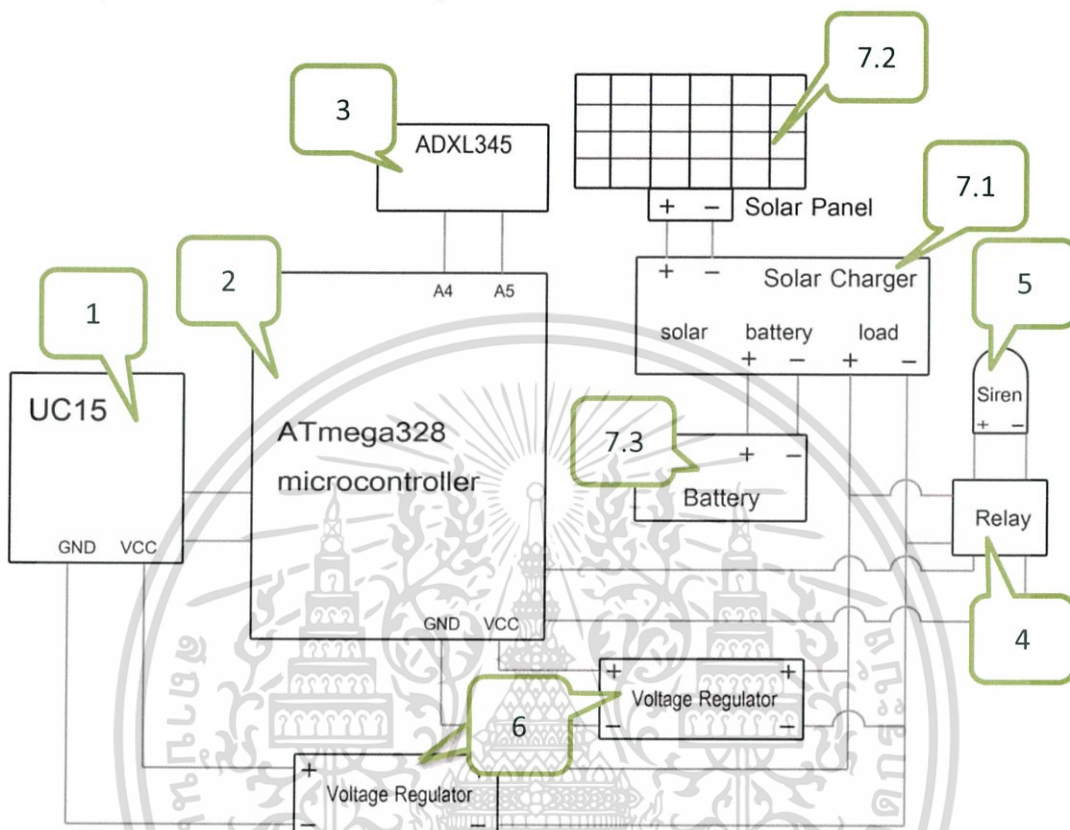 7.2
3
ADXL345
7.1
+ − Solar Panel
+ −
Solar Charger
5
2
A4 A5
1
solar battery load
+ − + −
UC15
Siren
+ −
ATmega328
microcontroller
7.3
+ −
Battery
Relay
GND VCC
4
GND VCC
+ +
Voltage Regulator
− −
6
+
Voltage Regulator
− −